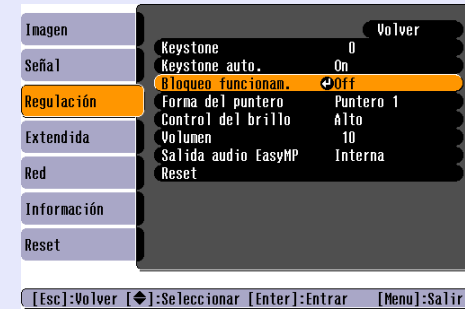 Imagen
Señal
Regulación
Extendida
Red
Información
Reset
Volver
Keystone 0
Keystone auto. On
Bloqueo funcionam. Off
Forma del puntero Puntero 1
Control del brillo Alto
Volumen 10
Salida audio EasyMP Interna
Reset
[Esc]:Volver [◆]:Seleccionar [Enter]:Entrar [Menu]:Salir